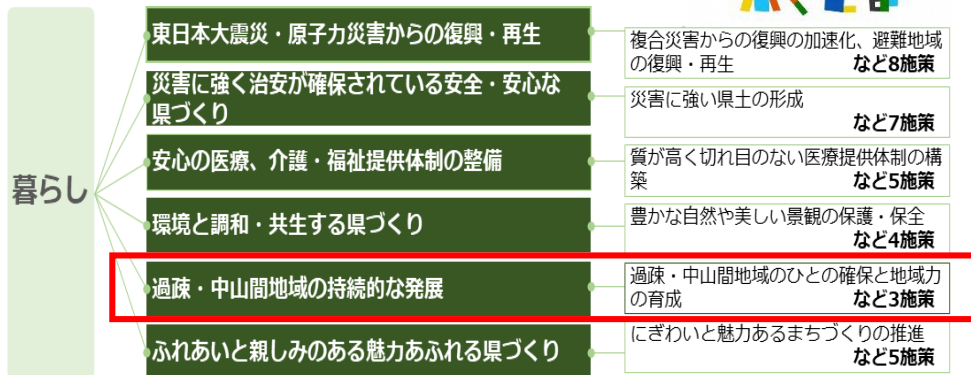 東日本大震災・原子力災害からの復興・再生
複合災害からの復興の加速化、避難地域
の復興・再生 など8施策
災害に強く治安が確保されている安全・安心な
県づくり
災害に強い県土の形成
など7施策
安心の医療、介護・福祉提供体制の整備
質が高く切れ目のない医療提供体制の構
築 など5施策
暮らし
環境と調和・共生する県づくり
豊かな自然や美しい景観の保護・保全
など4施策
過疎・中山間地域の持続的な発展
過疎・中山間地域のひとの確保と地域力
の育成 など3施策
ふれあいと親しみのある魅力あふれる県づくり
にぎわいと魅力あるまちづくりの推進
など5施策